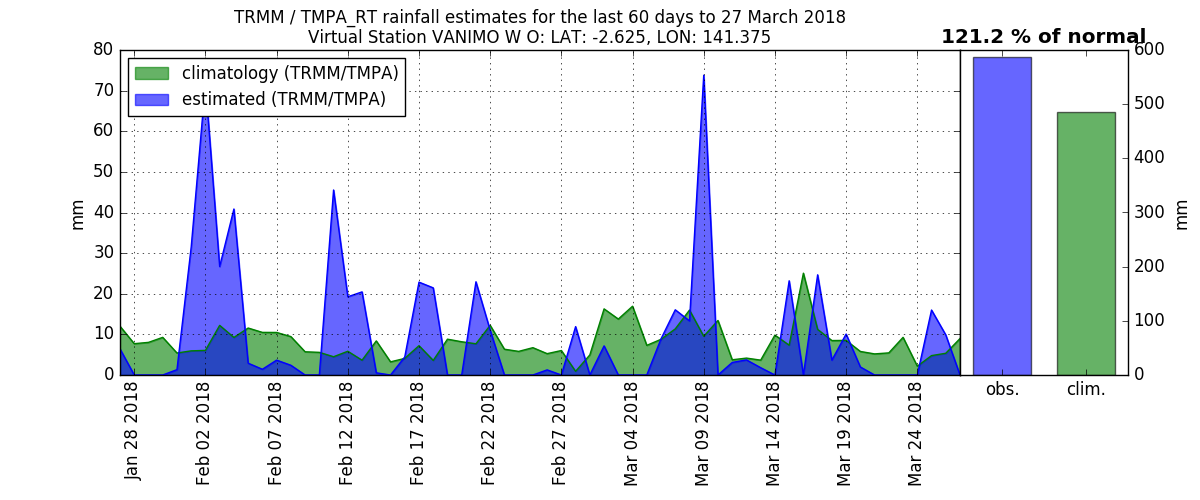 TRMM / TMPA_RT rainfall estimates for the last 60 days to 27 March 2018
Virtual Station VANIMO W O: LAT: -2.625, LON: 141.375
121.2 % of normal
climatology (TRMM/TMPA)
estimated (TRMM/TMPA)
mm
80
70
60
50
40
30
20
10
0
Jan 28 2018
Feb 02 2018
Feb 07 2018
Feb 12 2018
Feb 17 2018
Feb 22 2018
Feb 27 2018
Mar 04 2018
Mar 09 2018
Mar 14 2018
Mar 19 2018
Mar 24 2018
obs.
clim.
600
500
400
300
200
100
0
mm